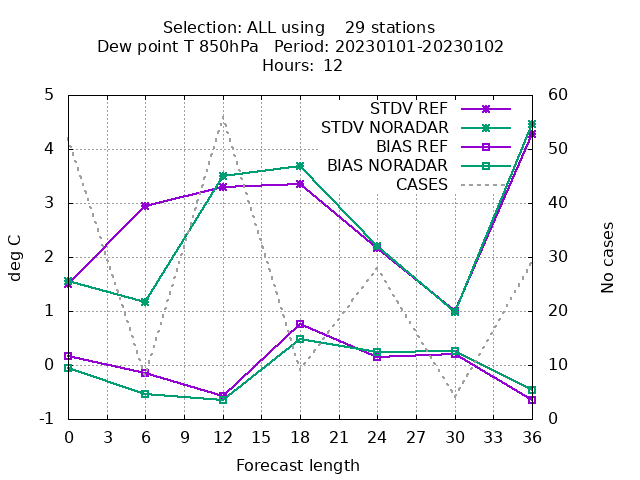 Selection: ALL using    29 stations
Dew point T 850hPa   Period: 20230101-20230102
Hours:  12
STDV REF
STDV NORADAR
BIAS REF
BIAS NORADAR
CASES
deg C
5
4
3
2
1
0
-1
60
50
40
30
20
10
0
No cases
0 3 6 9 12 15 18 21 24 27 30 33 36
Forecast length